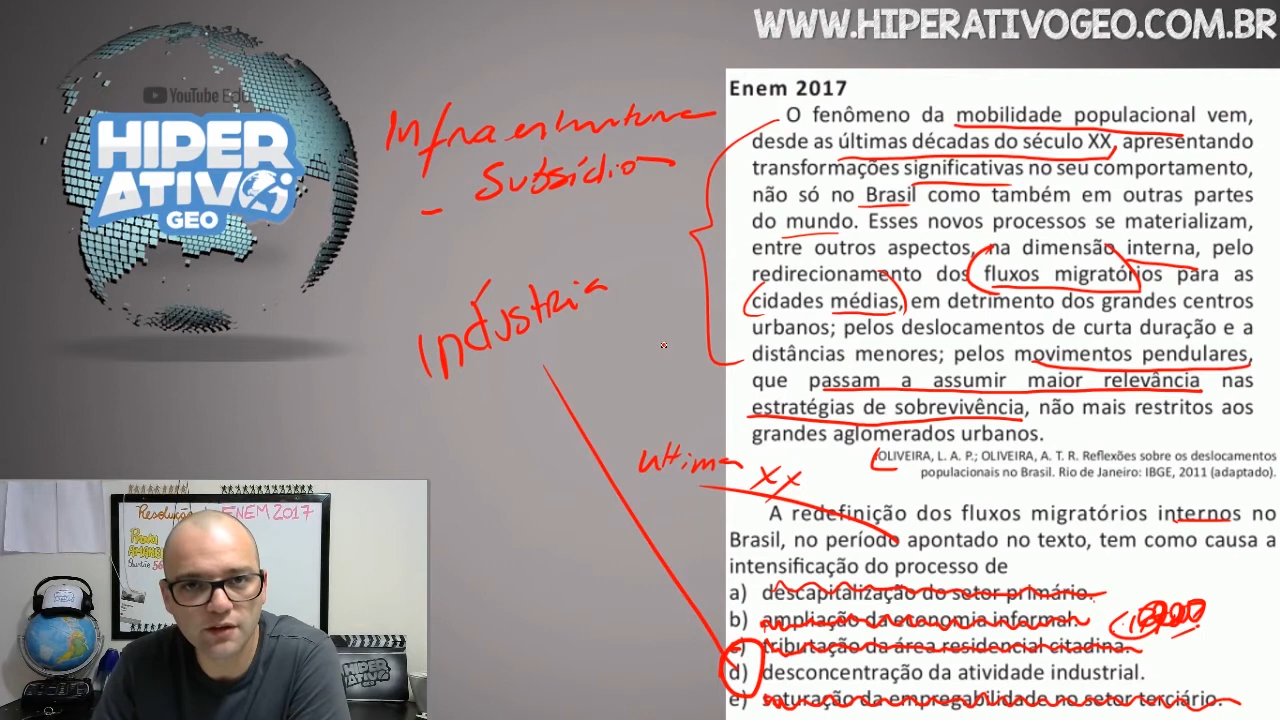 WWW.HIPERATIVOGEO.COM.BR
YouTube Edu
HIPER
ATIVO
GEO
Infraestrutura
- Subsídio
Indústria
última XX
Enem 2017
O fenômeno da mobilidade populacional vem,
desde as últimas décadas do século XX, apresentando
transformações significativas no seu comportamento,
não só no Brasil como também em outras partes
do mundo. Esses novos processos se materializam,
entre outros aspectos, na dimensão interna, pelo
redirecionamento dos fluxos migratórios para as
cidades médias, em detrimento dos grandes centros
urbanos; pelos deslocamentos de curta duração e a
distâncias menores; pelos movimentos pendulares,
que passam a assumir maior relevância nas
estratégias de sobrevivência, não mais restritos aos
grandes aglomerados urbanos.
OLIVEIRA, L. A. P.; OLIVEIRA, A. T. R. Reflexões sobre os deslocamentos
populacionais no Brasil. Rio de Janeiro: IBGE, 2011 (adaptado).
A redefinição dos fluxos migratórios internos no
Brasil, no período apontado no texto, tem como causa a
intensificação do processo de
a) descapitalização do setor primário.
b) ampliação da economia informal.
c) tributação da área residencial citadina.
d) desconcentração da atividade industrial.
e) saturação da empregabilidade no setor terciário.
Resolução ENEM 2017
Prova
HIPER
ATIVO